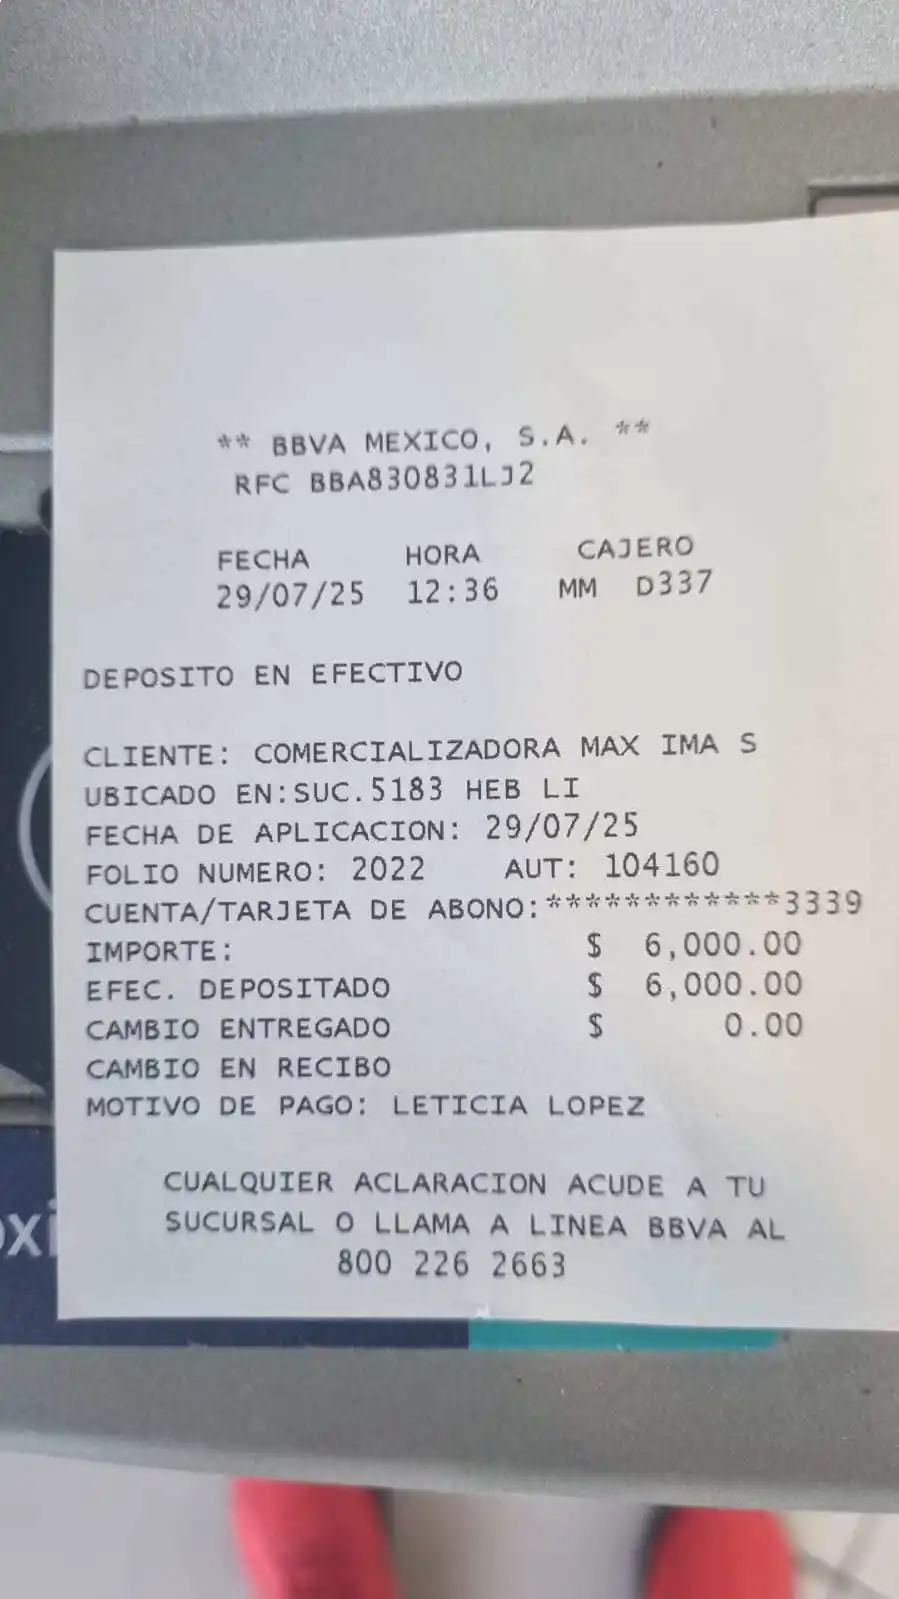 ** BBVA MEXICO, S.A. **
RFC BBA830831LJ2
FECHA HORA CAJERO
29/07/25 12:36 MM D337
DEPOSITO EN EFECTIVO
CLIENTE: COMERCIALIZADORA MAX IMA S
UBICADO EN:SUC.5183 HEB LI
FECHA DE APLICACION: 29/07/25
FOLIO NUMERO: 2022 AUT: 104160
CUENTA/TARJETA DE ABONO:************3339
IMPORTE: $ 6,000.00
EFEC. DEPOSITADO $ 6,000.00
CAMBIO ENTREGADO $ 0.00
CAMBIO EN RECIBO
MOTIVO DE PAGO: LETICIA LOPEZ
CUALQUIER ACLARACION ACUDE A TU
SUCURSAL O LLAMA A LINEA BBVA AL
800 226 2663
oxi